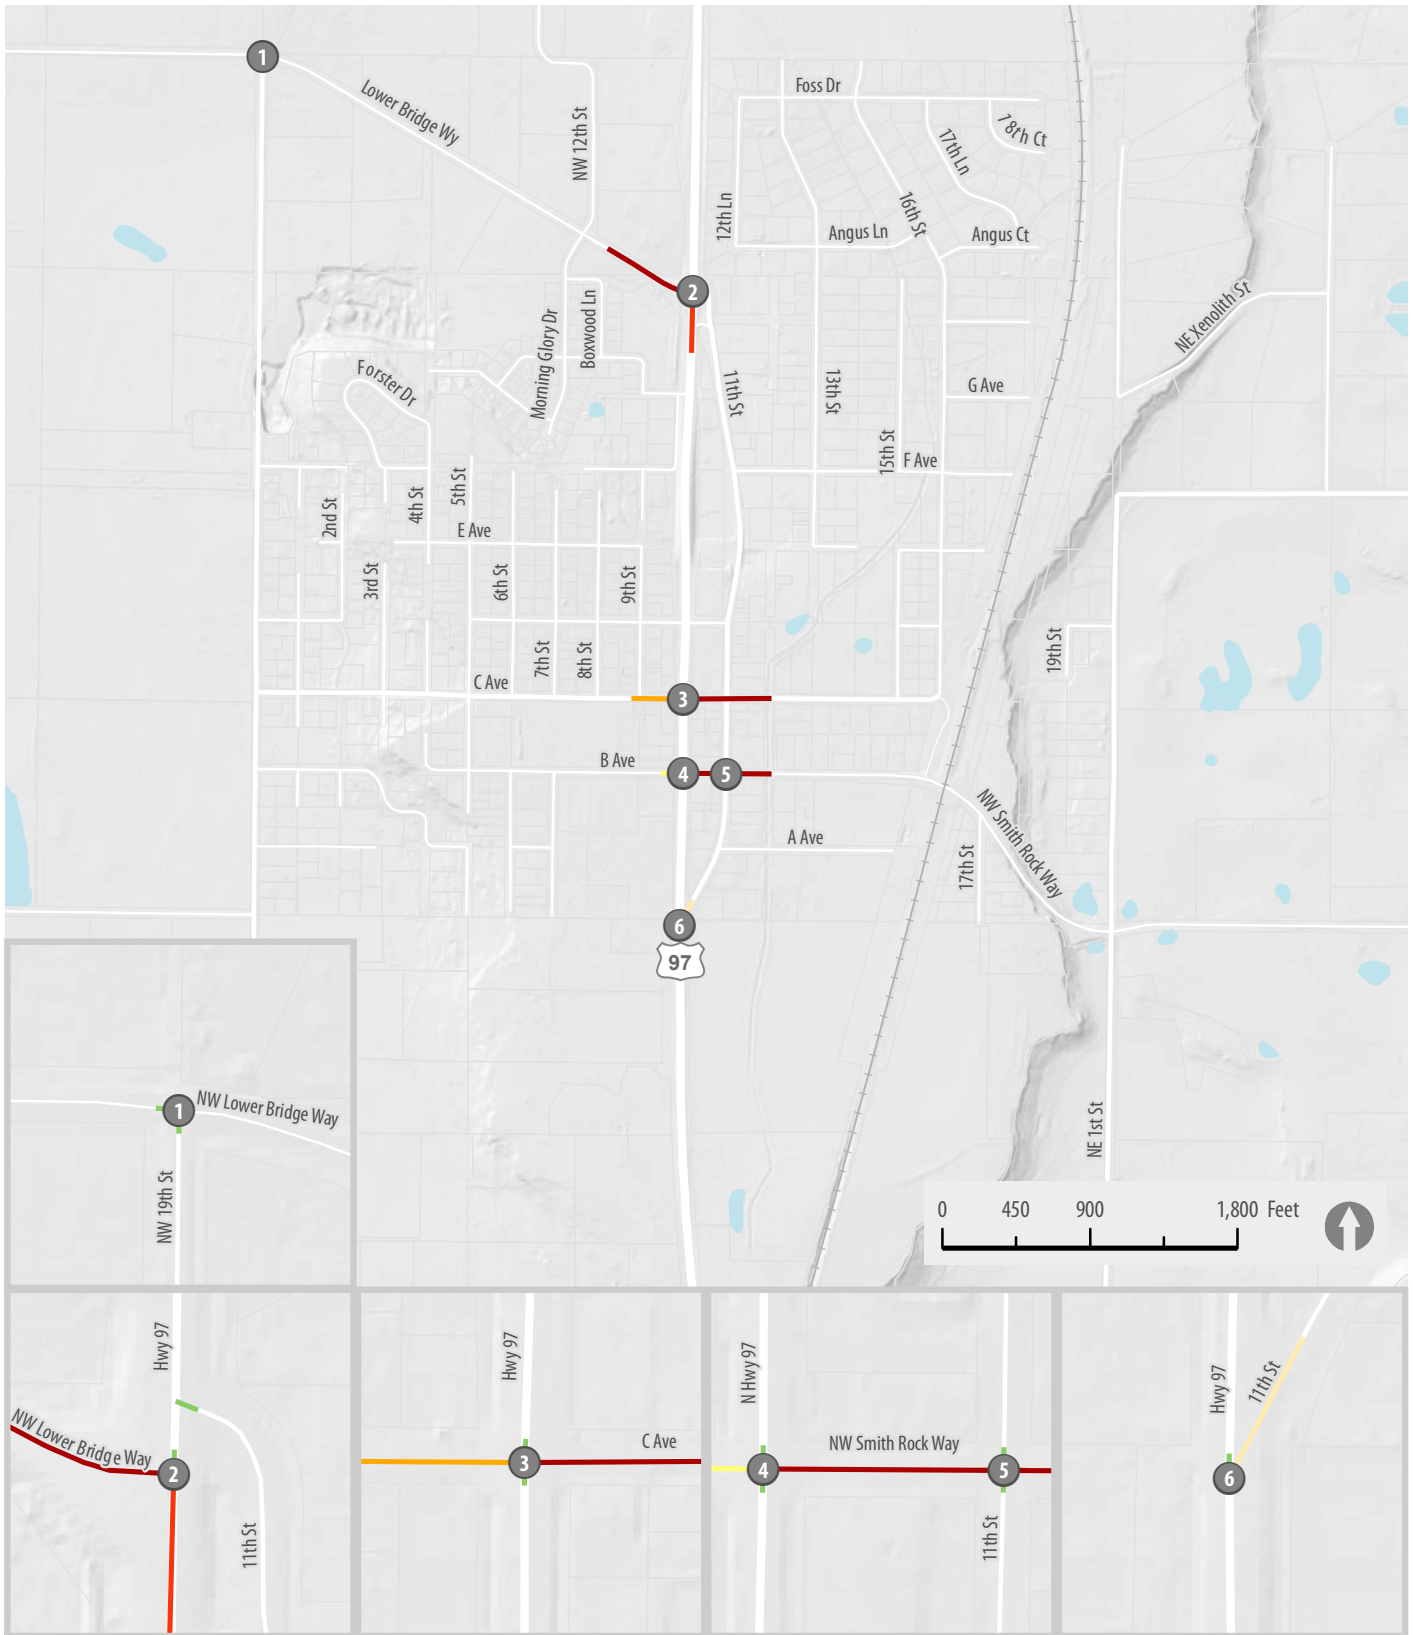 1
Lower Bridge Wy
NW 12th St
Foss Dr
18th Ct
17th Ln
12th Ln
16th St
Angus Ln
Angus Ct
2
Boxwood Ln
Morning Glory Dr
NE Xenolith St
Forster Dr
11th St
13th St
G Ave
15th St
F Ave
5th St
4th St
2nd St
E Ave
3rd St
6th St
9th St
7th St
8th St
19th St
C Ave
3
B Ave
4
5
NW Smith Rock Way
A Ave
17th St
6
97
NE 1st St
1
NW Lower Bridge Way
NW 19th St
0 450 900 1,800 Feet
Hwy 97
NW Lower Bridge Way
2
11th St
Hwy 97
C Ave
3
N Hwy 97
NW Smith Rock Way
4
5
11th St
Hwy 97
11th St
6